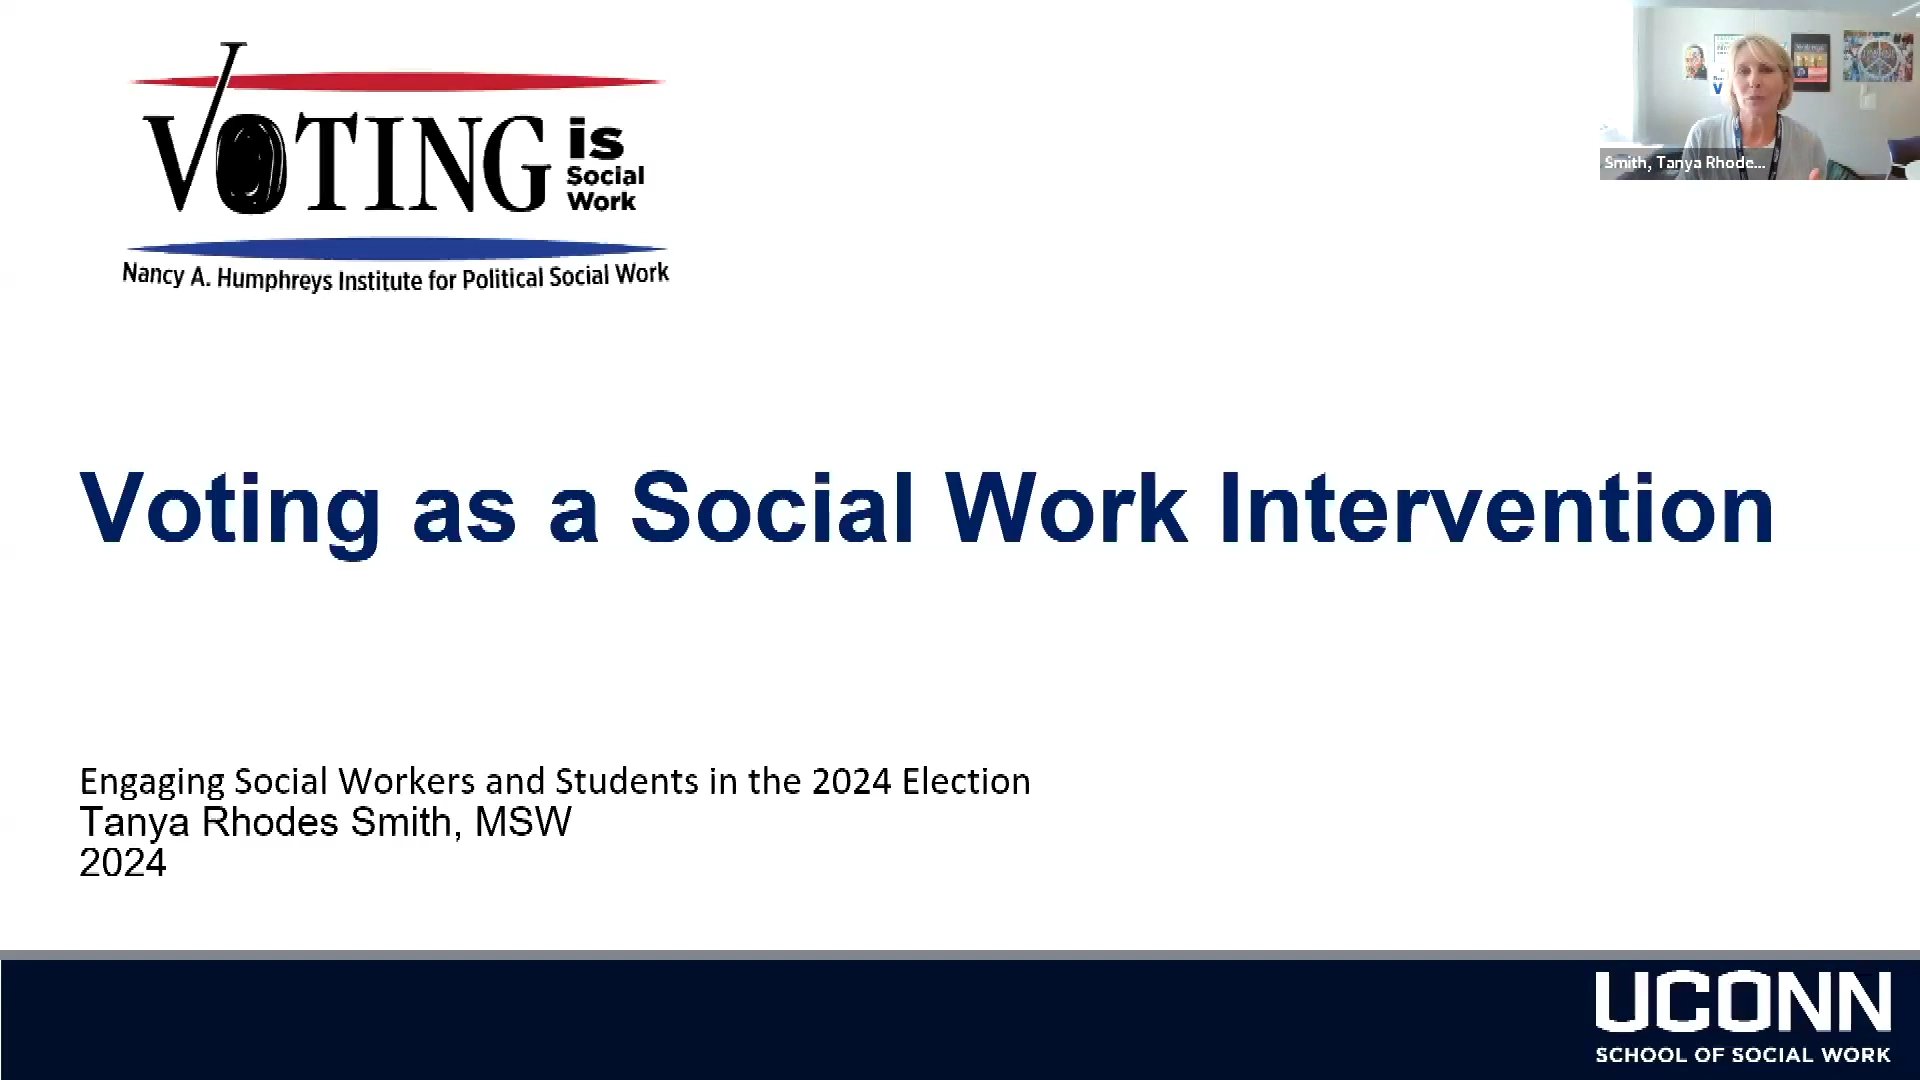 VOTING is
Social
Work
Nancy A. Humphreys Institute for Political Social Work
Smith, Tanya Rhode...
Voting as a Social Work Intervention
Engaging Social Workers and Students in the 2024 Election
Tanya Rhodes Smith, MSW
2024
UCONN
SCHOOL OF SOCIAL WORK